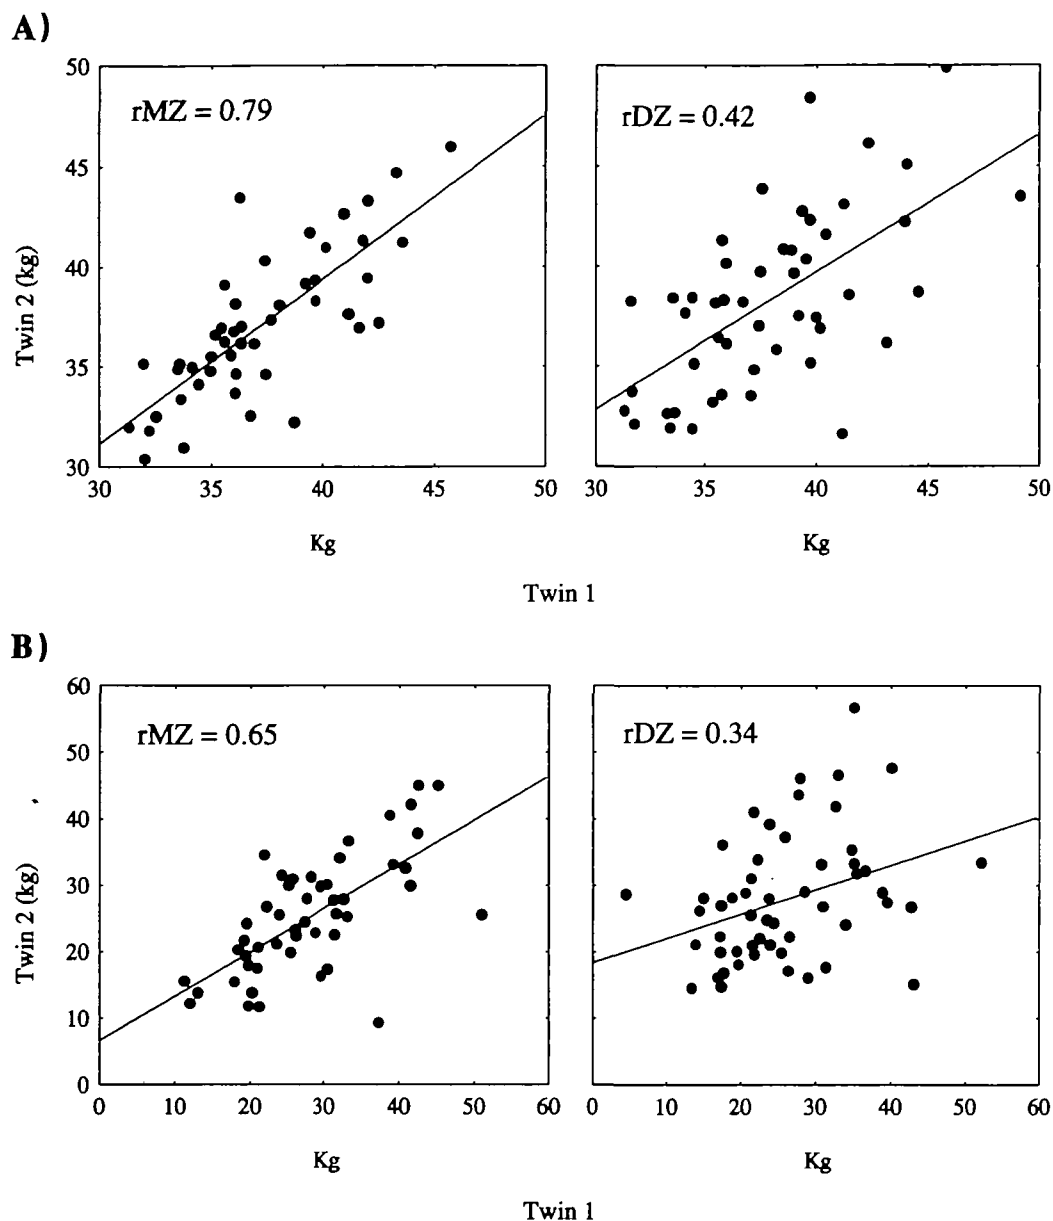 A)
rMZ = 0.79
rDZ = 0.42
Twin 2 (kg)
50
45
40
35
30
30 35 40 45 50
30 35 40 45 50
Kg
Kg
Twin 1
B)
rMZ = 0.65
rDZ = 0.34
Twin 2 (kg)
60
50
40
30
20
10
0
0 10 20 30 40 50 60
0 10 20 30 40 50 60
Kg
Kg
Twin 1